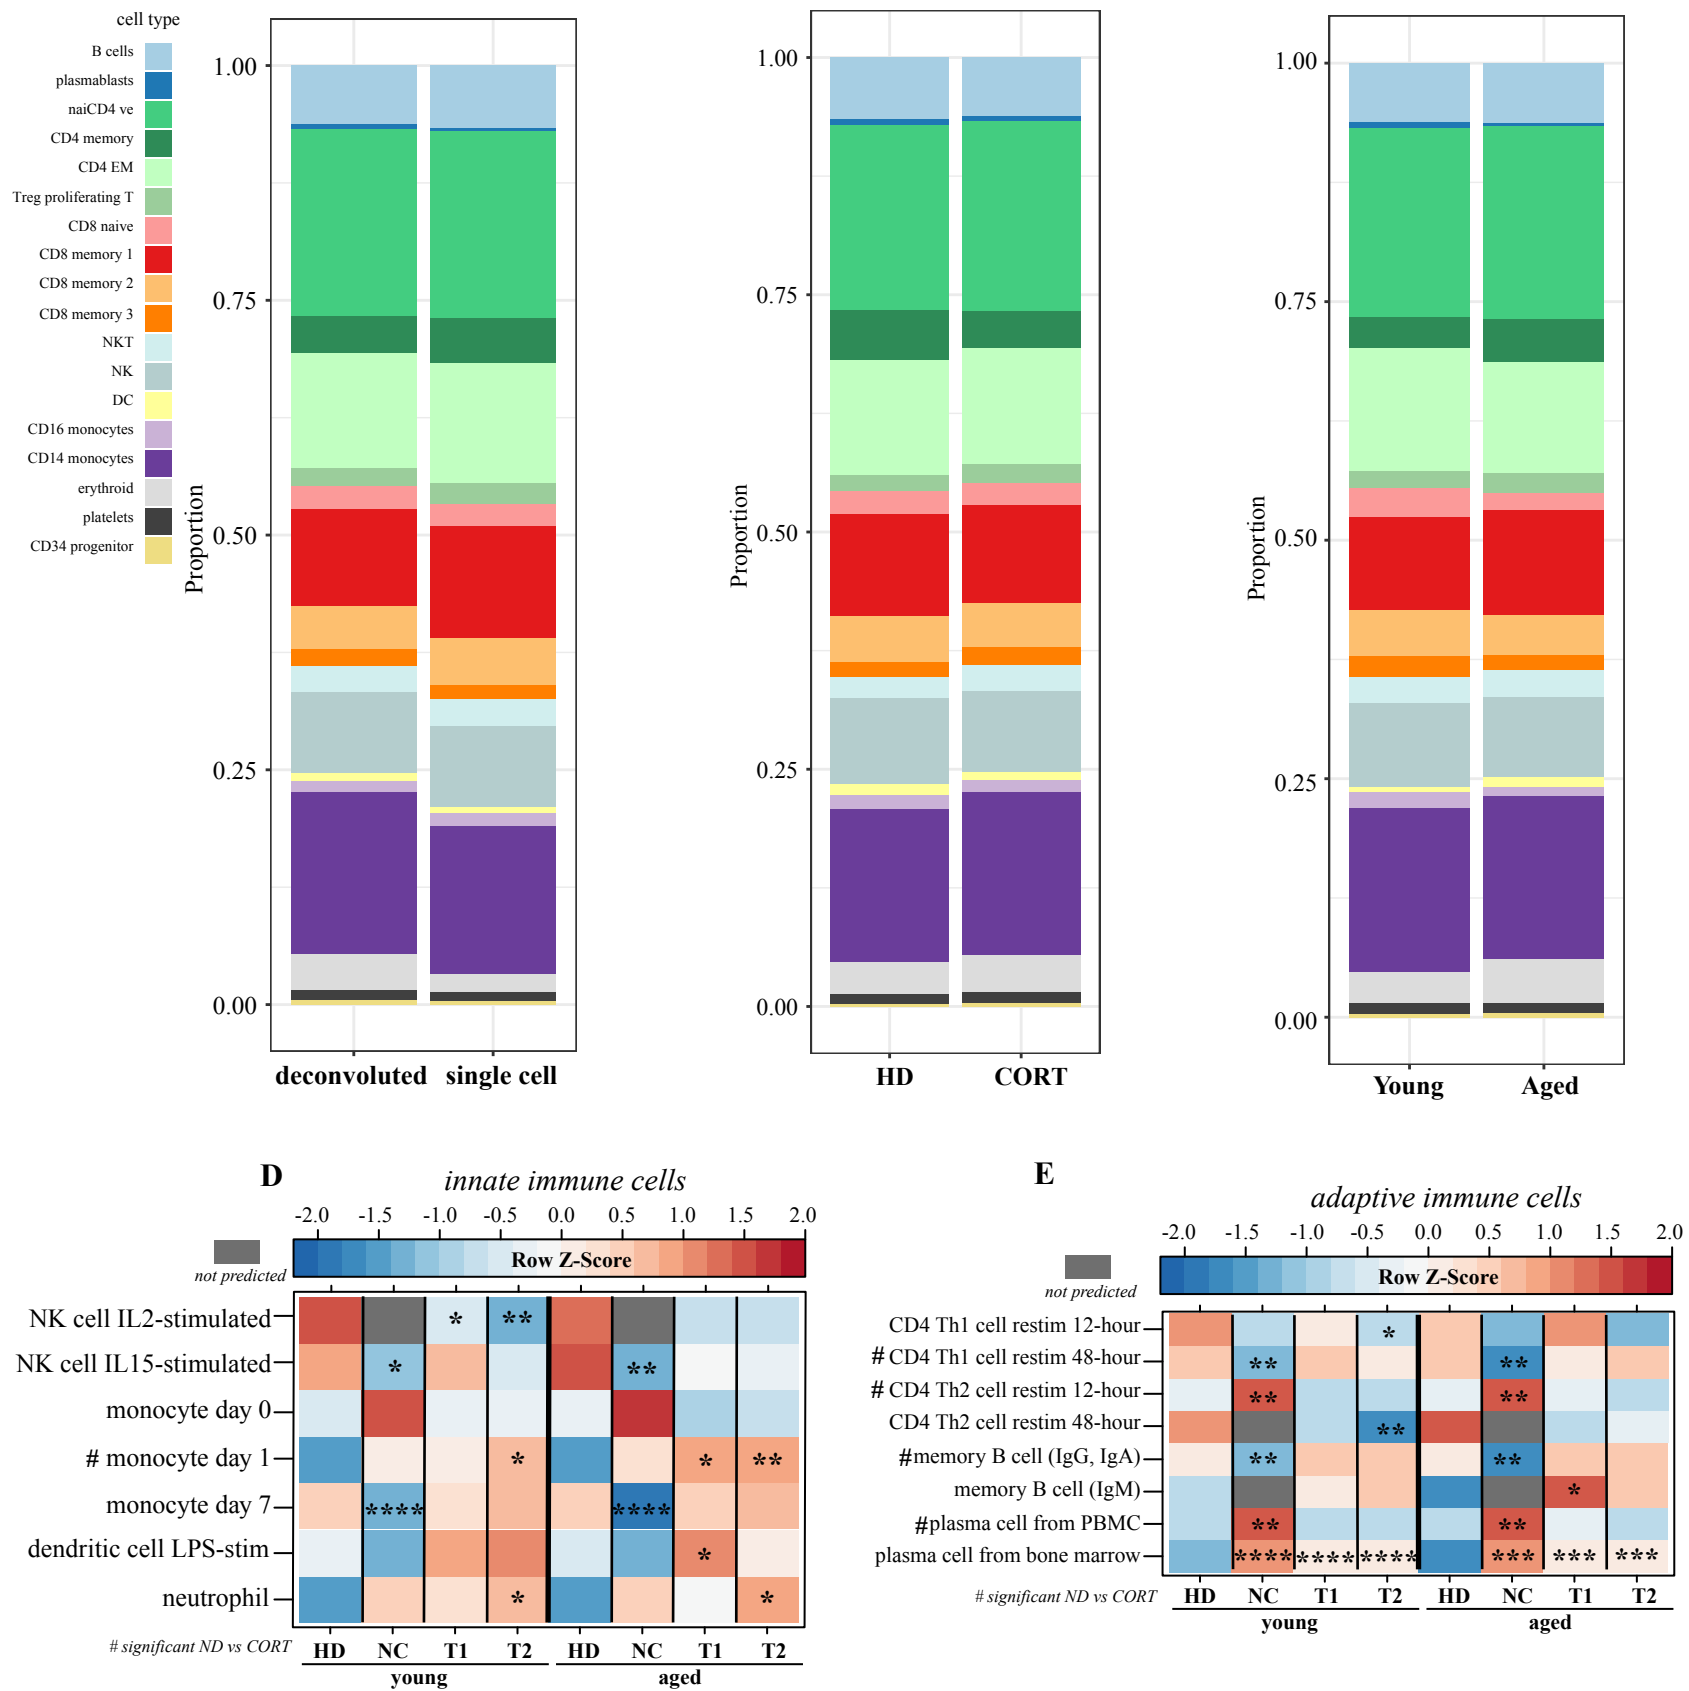 cell type
B cells
plasmablasts
naiCD4 ve
CD4 memory
CD4 EM
Treg proliferating T
CD8 naive
CD8 memory 1
CD8 memory 2
CD8 memory 3
NKT
NK
DC
CD16 monocytes
CD14 monocytes
erythroid
platelets
CD34 progenitor
Proportion
1.00
0.75
0.50
0.25
0.00
deconvoluted single cell
Proportion
1.00
0.75
0.50
0.25
0.00
HD CORT
Proportion
1.00
0.75
0.50
0.25
0.00
Young Aged
D
innate immune cells
-2.0 -1.5 -1.0 -0.5 0.0 0.5 1.0 1.5 2.0
Row Z-Score
not predicted
NK cell IL2-stimulated * **
NK cell IL15-stimulated * **
monocyte day 0
# monocyte day 1 * * **
monocyte day 7 **** ****
dendritic cell LPS-stim *
neutrophil * *
# significant ND vs CORT
HD NC T1 T2 HD NC T1 T2
young aged
E
adaptive immune cells
-2.0 -1.5 -1.0 -0.5 0.0 0.5 1.0 1.5 2.0
Row Z-Score
not predicted
CD4 Th1 cell restim 12-hour *
# CD4 Th1 cell restim 48-hour ** **
# CD4 Th2 cell restim 12-hour ** **
CD4 Th2 cell restim 48-hour **
#memory B cell (IgG, IgA) ** **
memory B cell (IgM) *
#plasma cell from PBMC ** **
plasma cell from bone marrow **** **** **** *** *** ***
# significant ND vs CORT
HD NC T1 T2 HD NC T1 T2
young aged